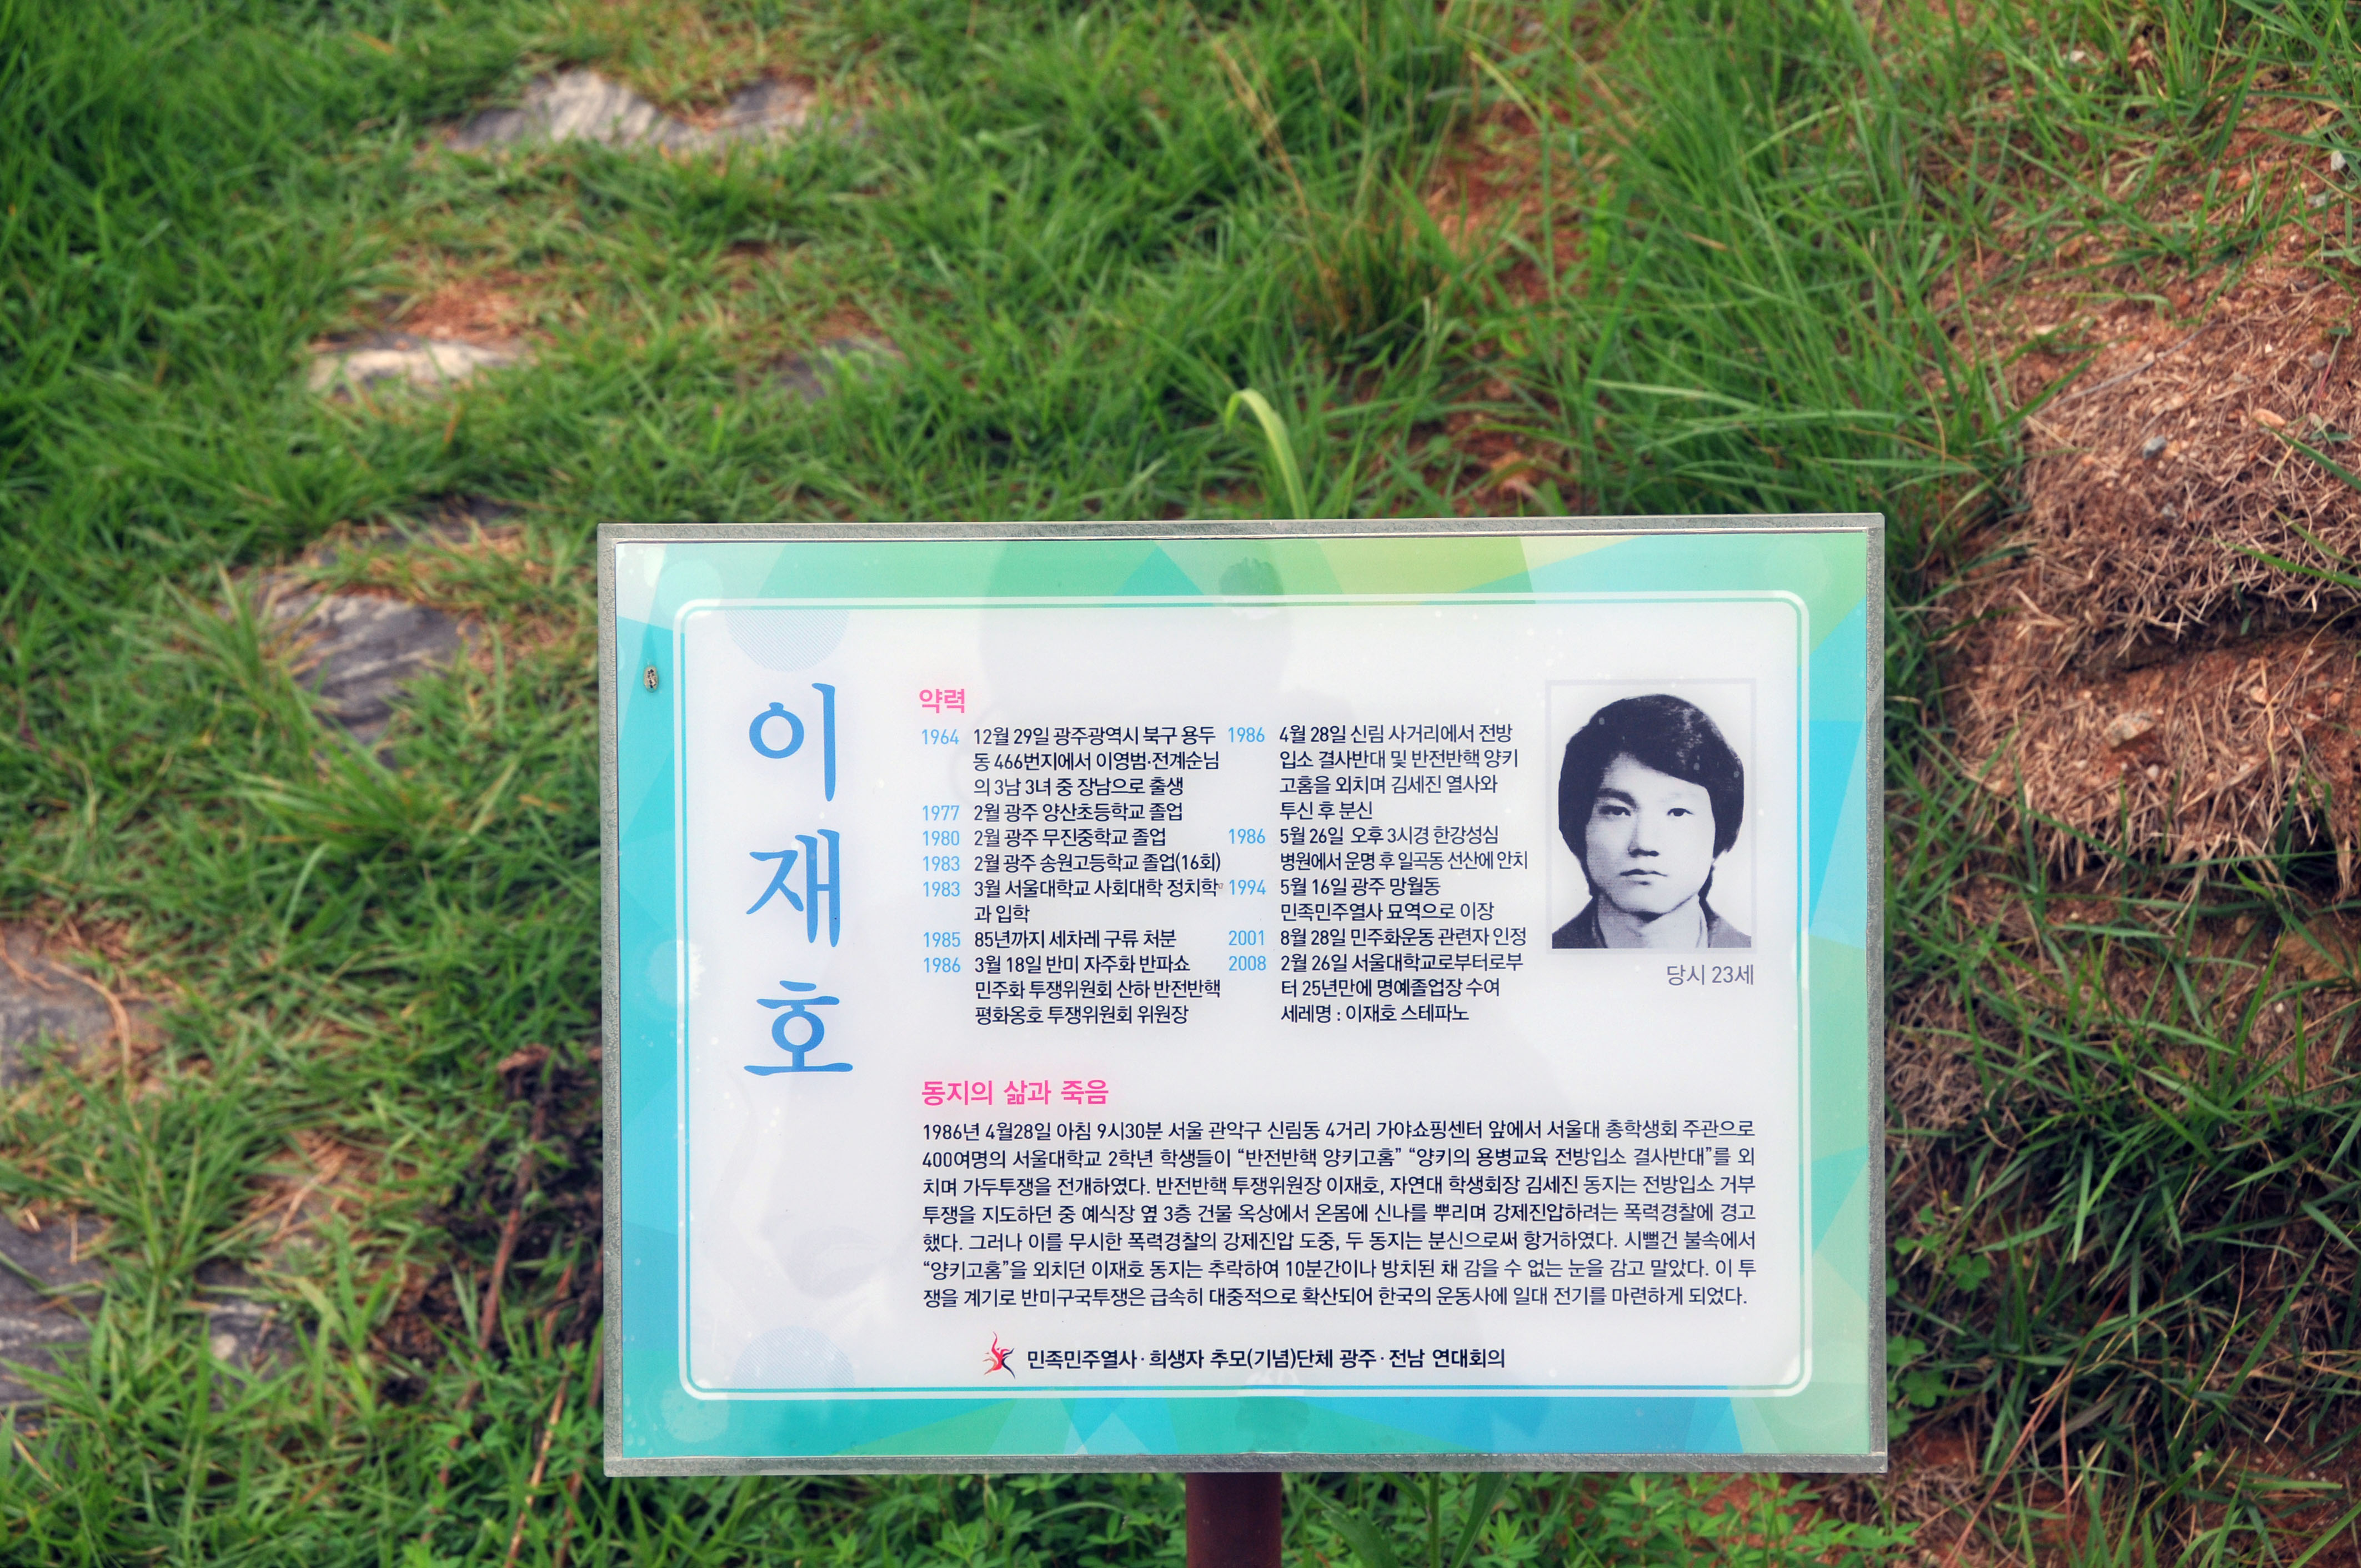 이재호
약력
1964 12월 29일 광주광역시 북구 용두
동 466번지에서 이영범·전계순님
의 3남 3녀 중 장남으로 출생
1977 2월 광주 양산초등학교 졸업
1980 2월 광주 무진중학교 졸업
1983 2월 광주 송원고등학교 졸업(16회)
1983 3월 서울대학교 사회대학 정치학
과 입학
1985 85년까지 세차례 구류 처분
1986 3월 18일 반미 자주화 반파쇼
민주화 투쟁위원회 산하 반전반핵
평화옹호 투쟁위원회 위원장
1986 4월 28일 신림 사거리에서 전방
입소 결사반대 및 반전반핵 양키
고홈을 외치며 김세진 열사와
투신 후 분신
1986 5월 26일 오후 3시경 한강성심
병원에서 운명 후 일곡동 선산에 안치
1994 5월 16일 광주 망월동
민족민주열사 묘역으로 이장
2001 8월 28일 민주화운동 관련자 인정
2008 2월 26일 서울대학교로부터로부
터 25년만에 명예졸업장 수여
세레명 : 이재호 스테파노
당시 23세
동지의 삶과 죽음
1986년 4월28일 아침 9시30분 서울 관악구 신림동 4거리 가야쇼핑센터 앞에서 서울대 총학생회 주관으로
400여명의 서울대학교 2학년 학생들이 “반전반핵 양키고홈” “양키의 용병교육 전방입소 결사반대”를 외
치며 가두투쟁을 전개하였다. 반전반핵 투쟁위원장 이재호, 자연대 학생회장 김세진 동지는 전방입소 거부
투쟁을 지도하던 중 예식장 옆 3층 건물 옥상에서 온몸에 신나를 뿌리며 강제진압하려는 폭력경찰에 경고
했다. 그러나 이를 무시한 폭력경찰의 강제진압 도중, 두 동지는 분신으로써 항거하였다. 시뻘건 불속에서
“양키고홈”을 외치던 이재호 동지는 추락하여 10분간이나 방치된 채 감을 수 없는 눈을 감고 말았다. 이 투
쟁을 계기로 반미구국투쟁은 급속히 대중적으로 확산되어 한국의 운동사에 일대 전기를 마련하게 되었다.
민족민주열사·희생자 추모(기념)단체 광주·전남 연대회의